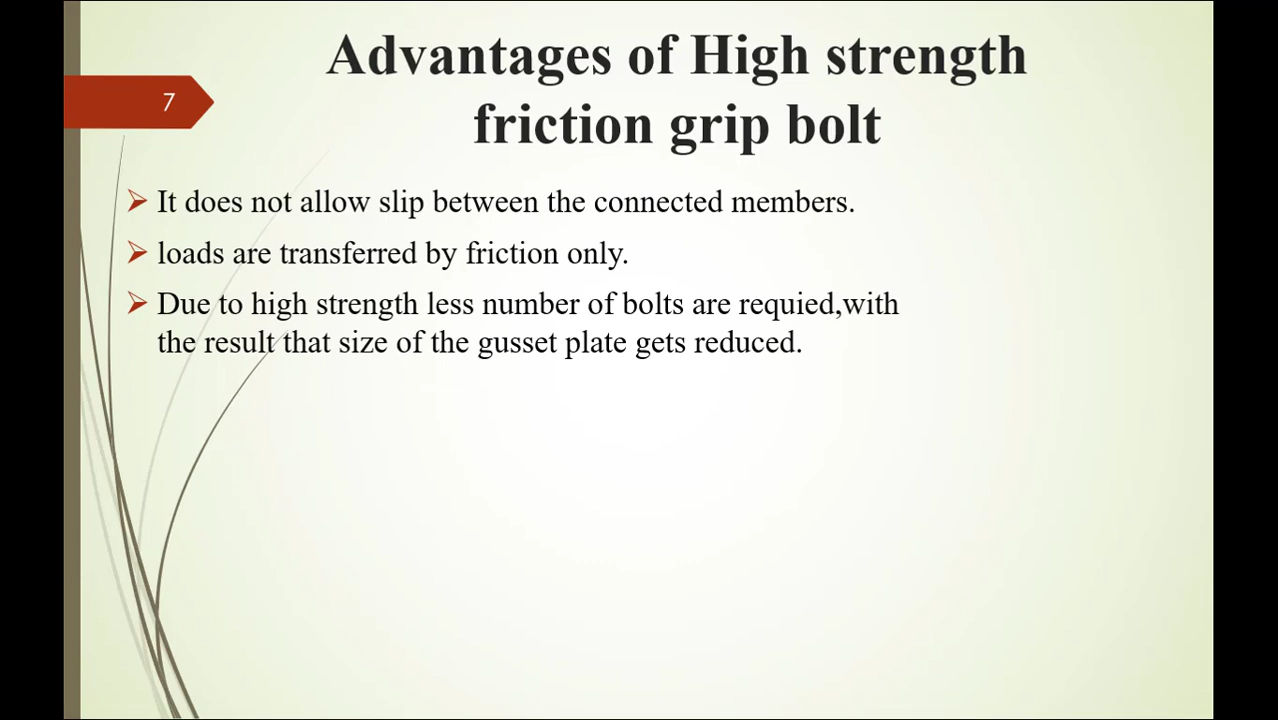 Advantages of High strength
friction grip bolt
7
It does not allow slip between the connected members.
loads are transferred by friction only.
Due to high strength less number of bolts are requied,with
the result that size of the gusset plate gets reduced.